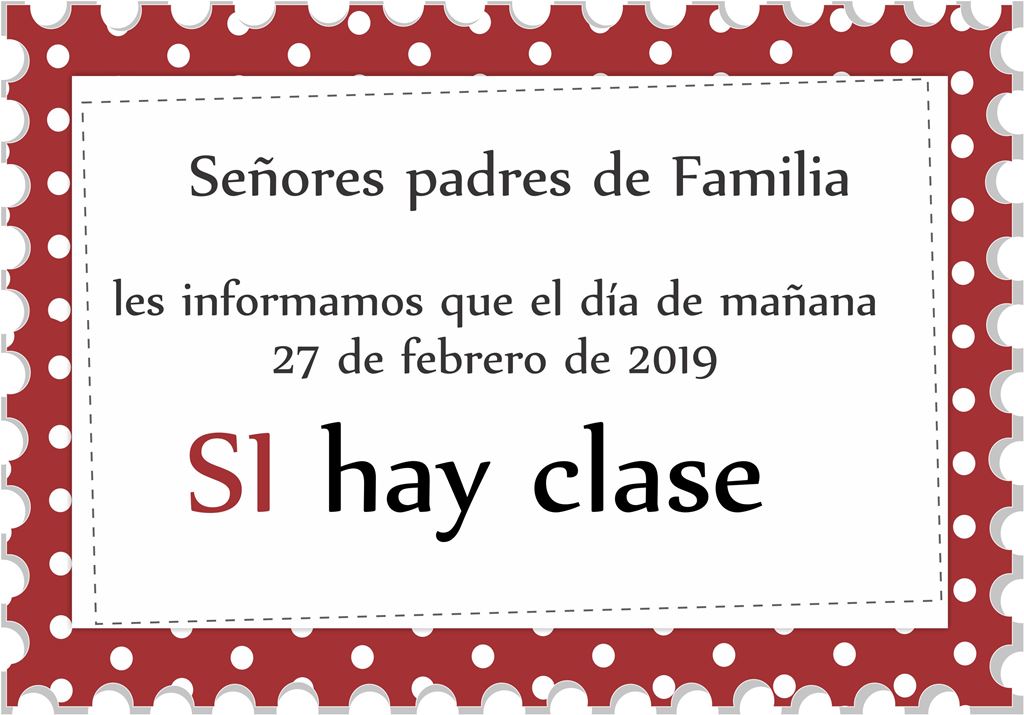 Señores padres de Familia
les informamos que el día de mañana
27 de febrero de 2019
SI hay clase